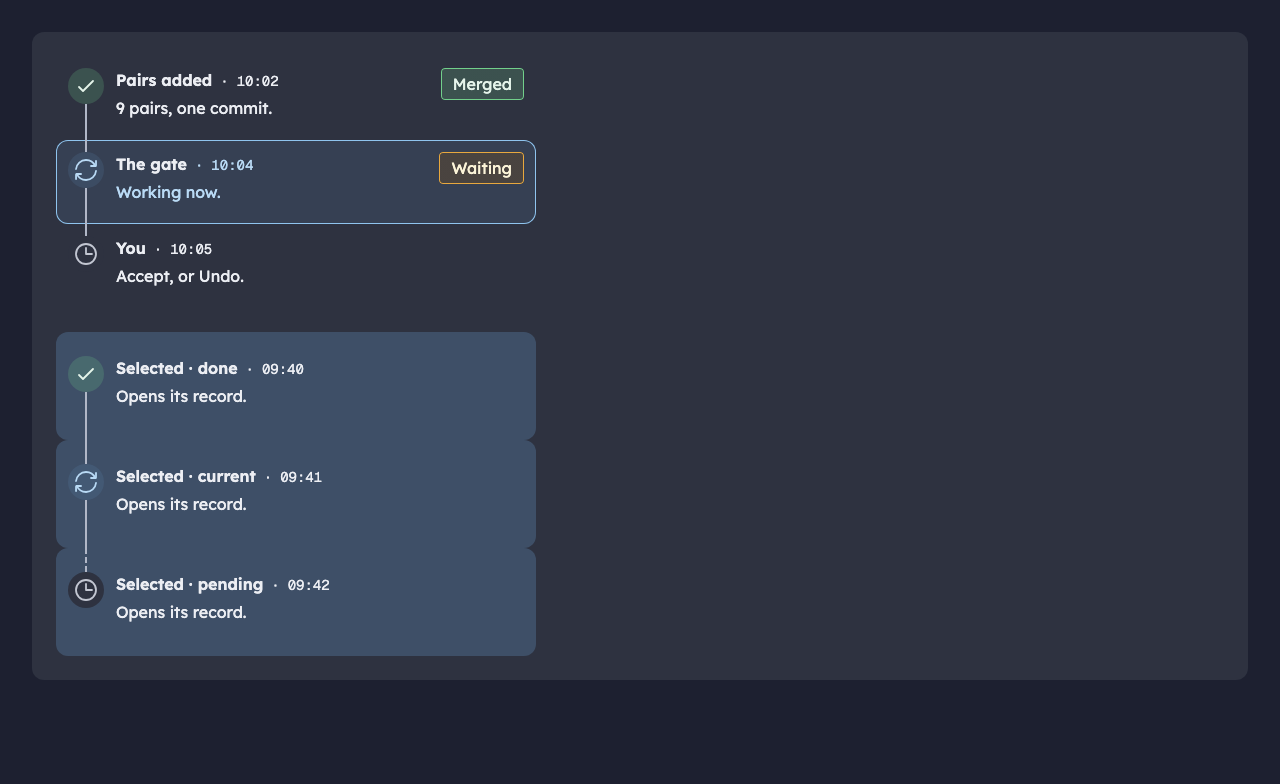 Pairs added · 10:02
Merged
9 pairs, one commit.
The gate · 10:04
Waiting
Working now.
You · 10:05
Accept, or Undo.
Selected · done · 09:40
Opens its record.
Selected · current · 09:41
Opens its record.
Selected · pending · 09:42
Opens its record.